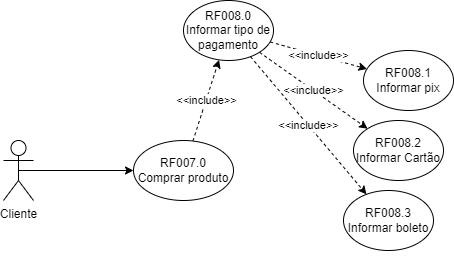 RF008.0
Informar tipo de
pagamento
<<include>>
RF008.1
Informar pix
<<include>>
<<include>>
<<include>>
RF008.2
Informar Cartão
RF007.0
Comprar produto
Cliente
RF008.3
Informar boleto